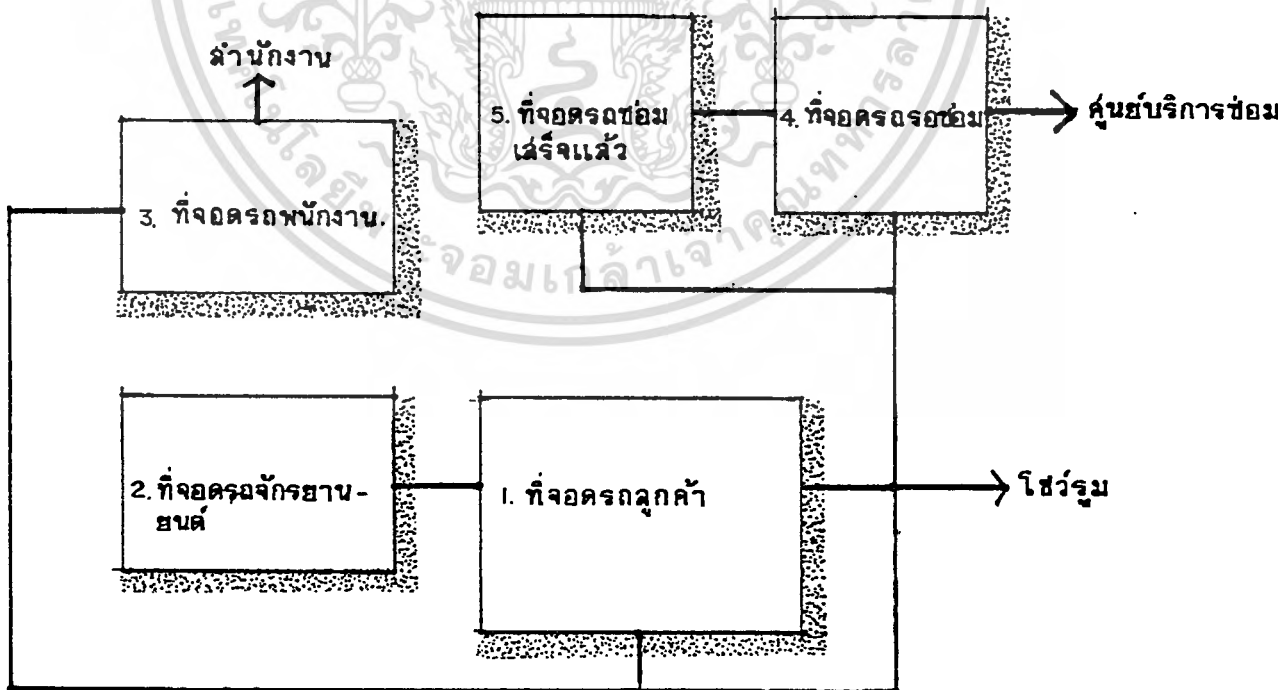 สำนักงาน
5. ที่จอดรถซ่อม
เสร็จแล้ว
4. ที่จอดรถรอซ่อม
ศูนย์บริการซ่อม
3. ที่จอดรถพนักงาน.
2. ที่จอดรถจักรยาน-
ยนต์
1. ที่จอดรถลูกค้า
โชว์รูม